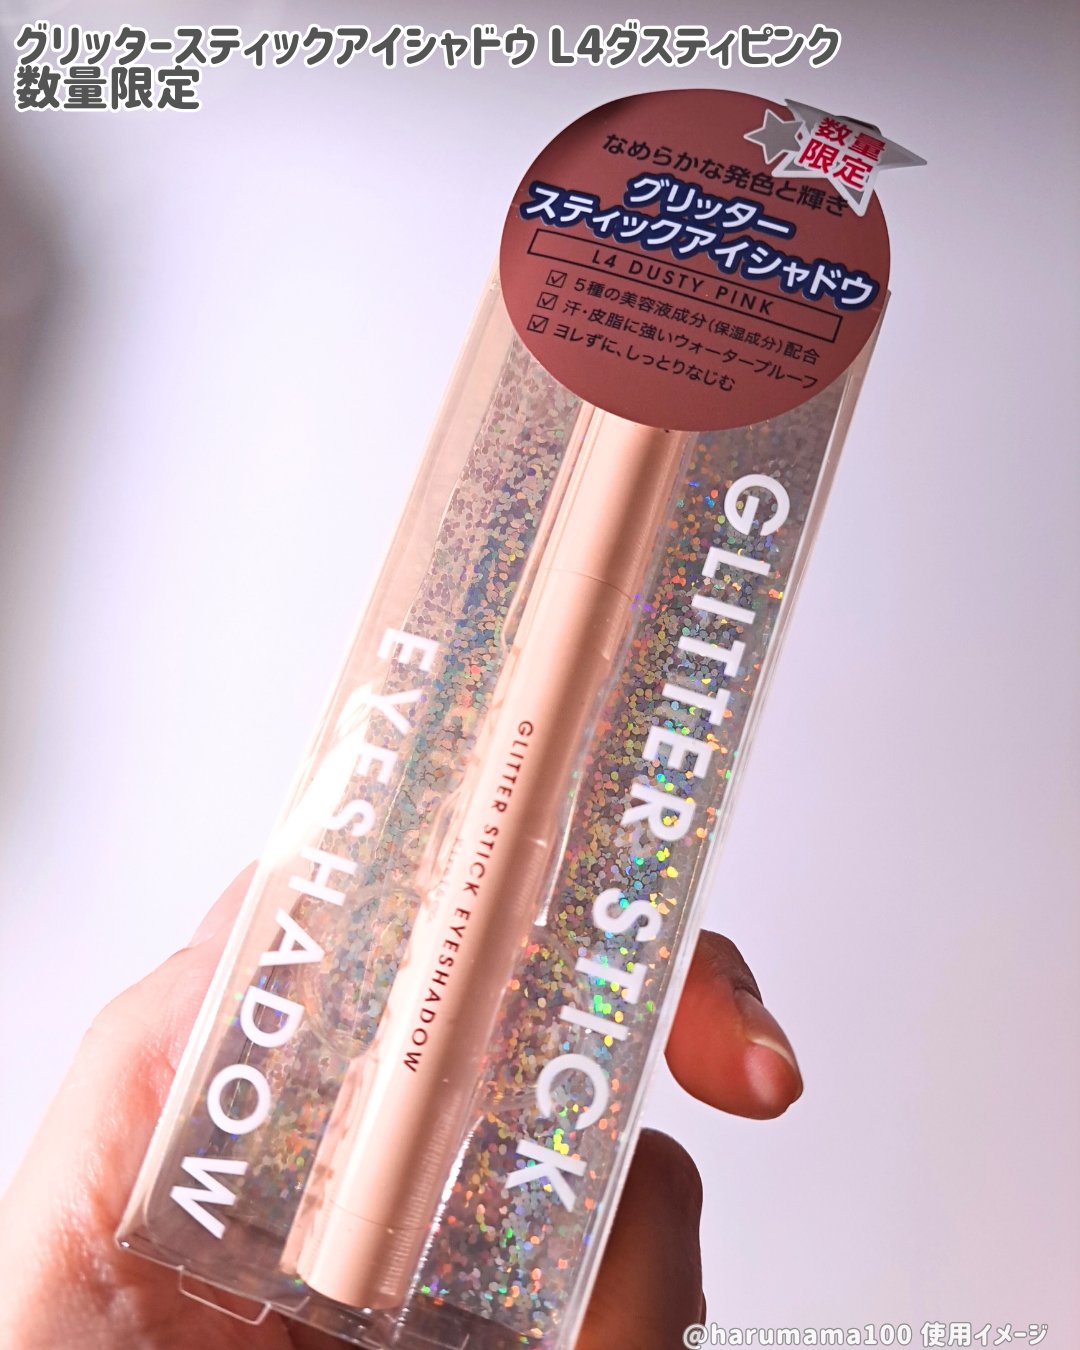 グリッタースティックアイシャドウ L4ダスティピンク
数量限定
数量
限定
なめらかな発色と輝き
グリッター
スティックアイシャドウ
L4 DUSTY PINK
☑ 5種の美容液成分(保湿成分)配合
☑ 汗・皮脂に強いウォータープルーフ
☑ ヨレずに、しっとりなじむ
GLITTER STICK
EYESHADOW
GLITTER STICK EYESHADOW
@harumama100 使用イメージ